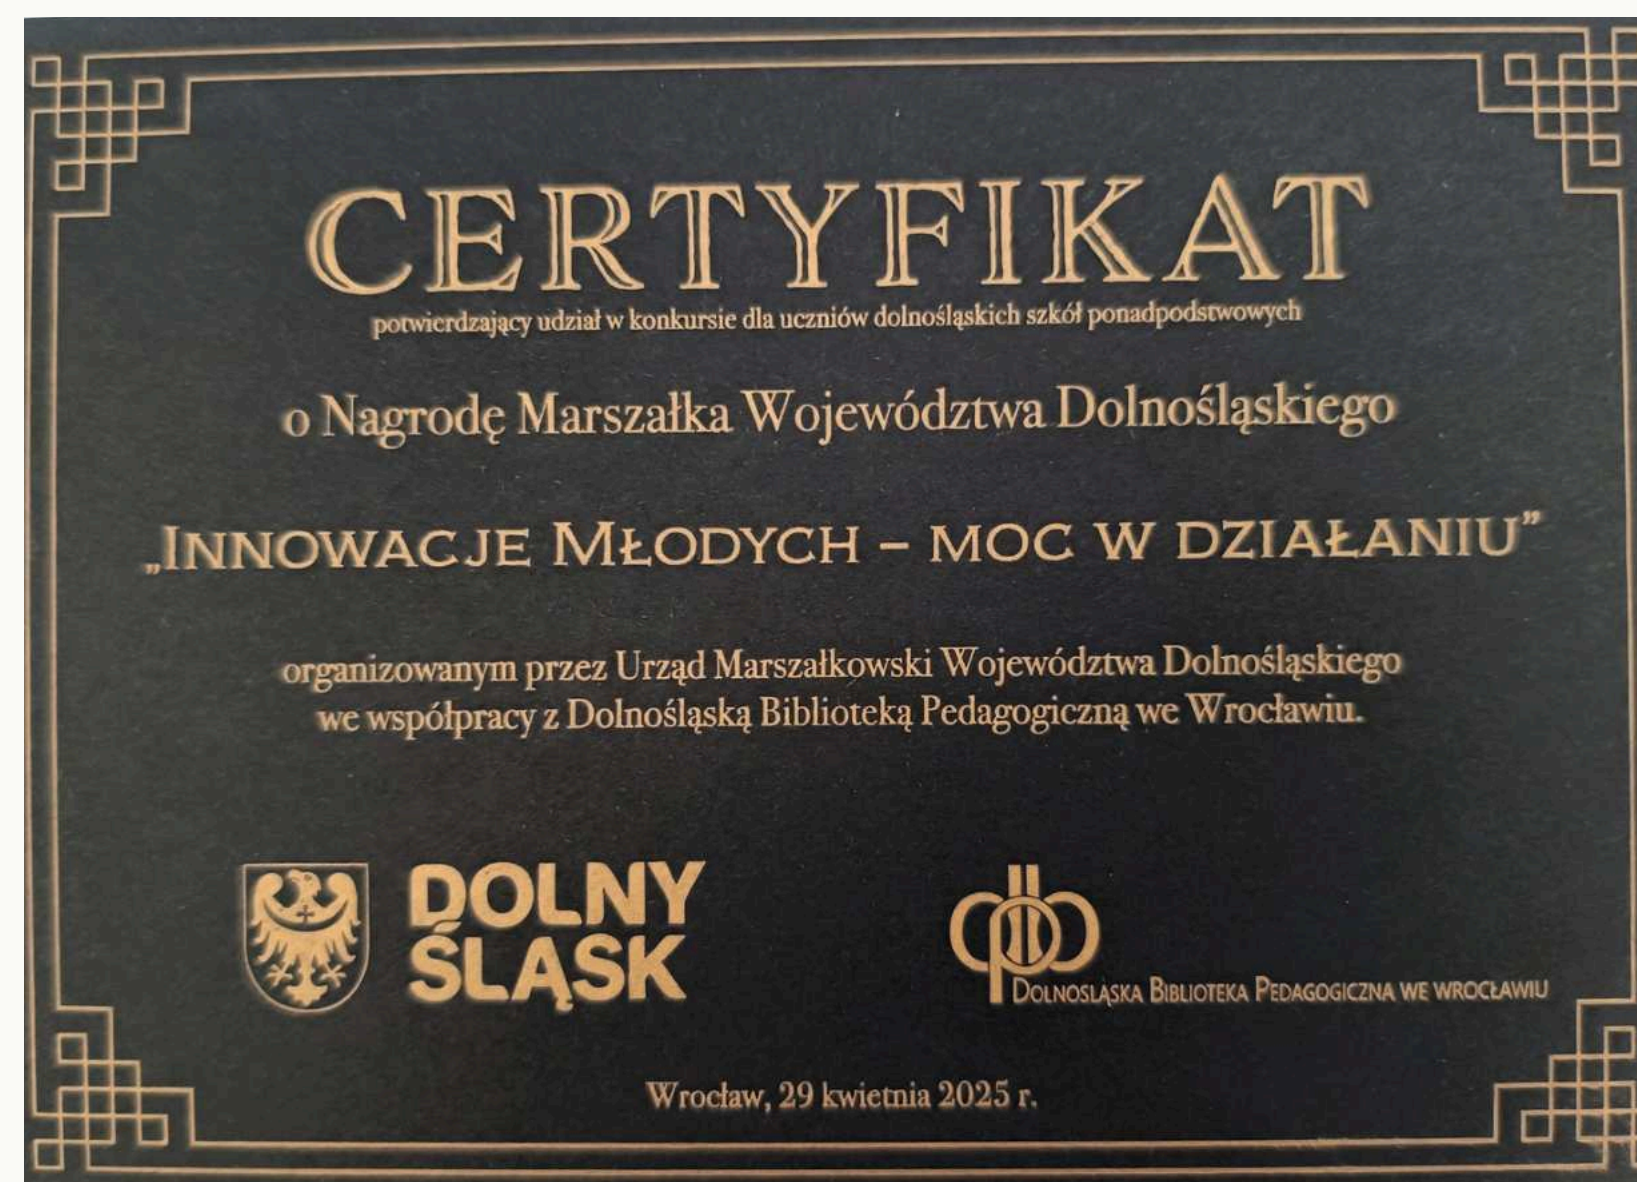 CERTYFIKAT
potwierdzający udział w konkursie dla uczniów dolnośląskich szkół ponadpodstwowych
o Nagrodę Marszałka Województwa Dolnośląskiego
„Innowacje Młodych – moc w działaniu”
organizowanym przez Urząd Marszałkowski Województwa Dolnośląskiego
we współpracy z Dolnośląską Biblioteką Pedagogiczną we Wrocławiu.
DOLNY
ŚLĄSK
dpb
Dolnośląska Biblioteka Pedagogiczna we Wrocławiu
Wrocław, 29 kwietnia 2025 r.